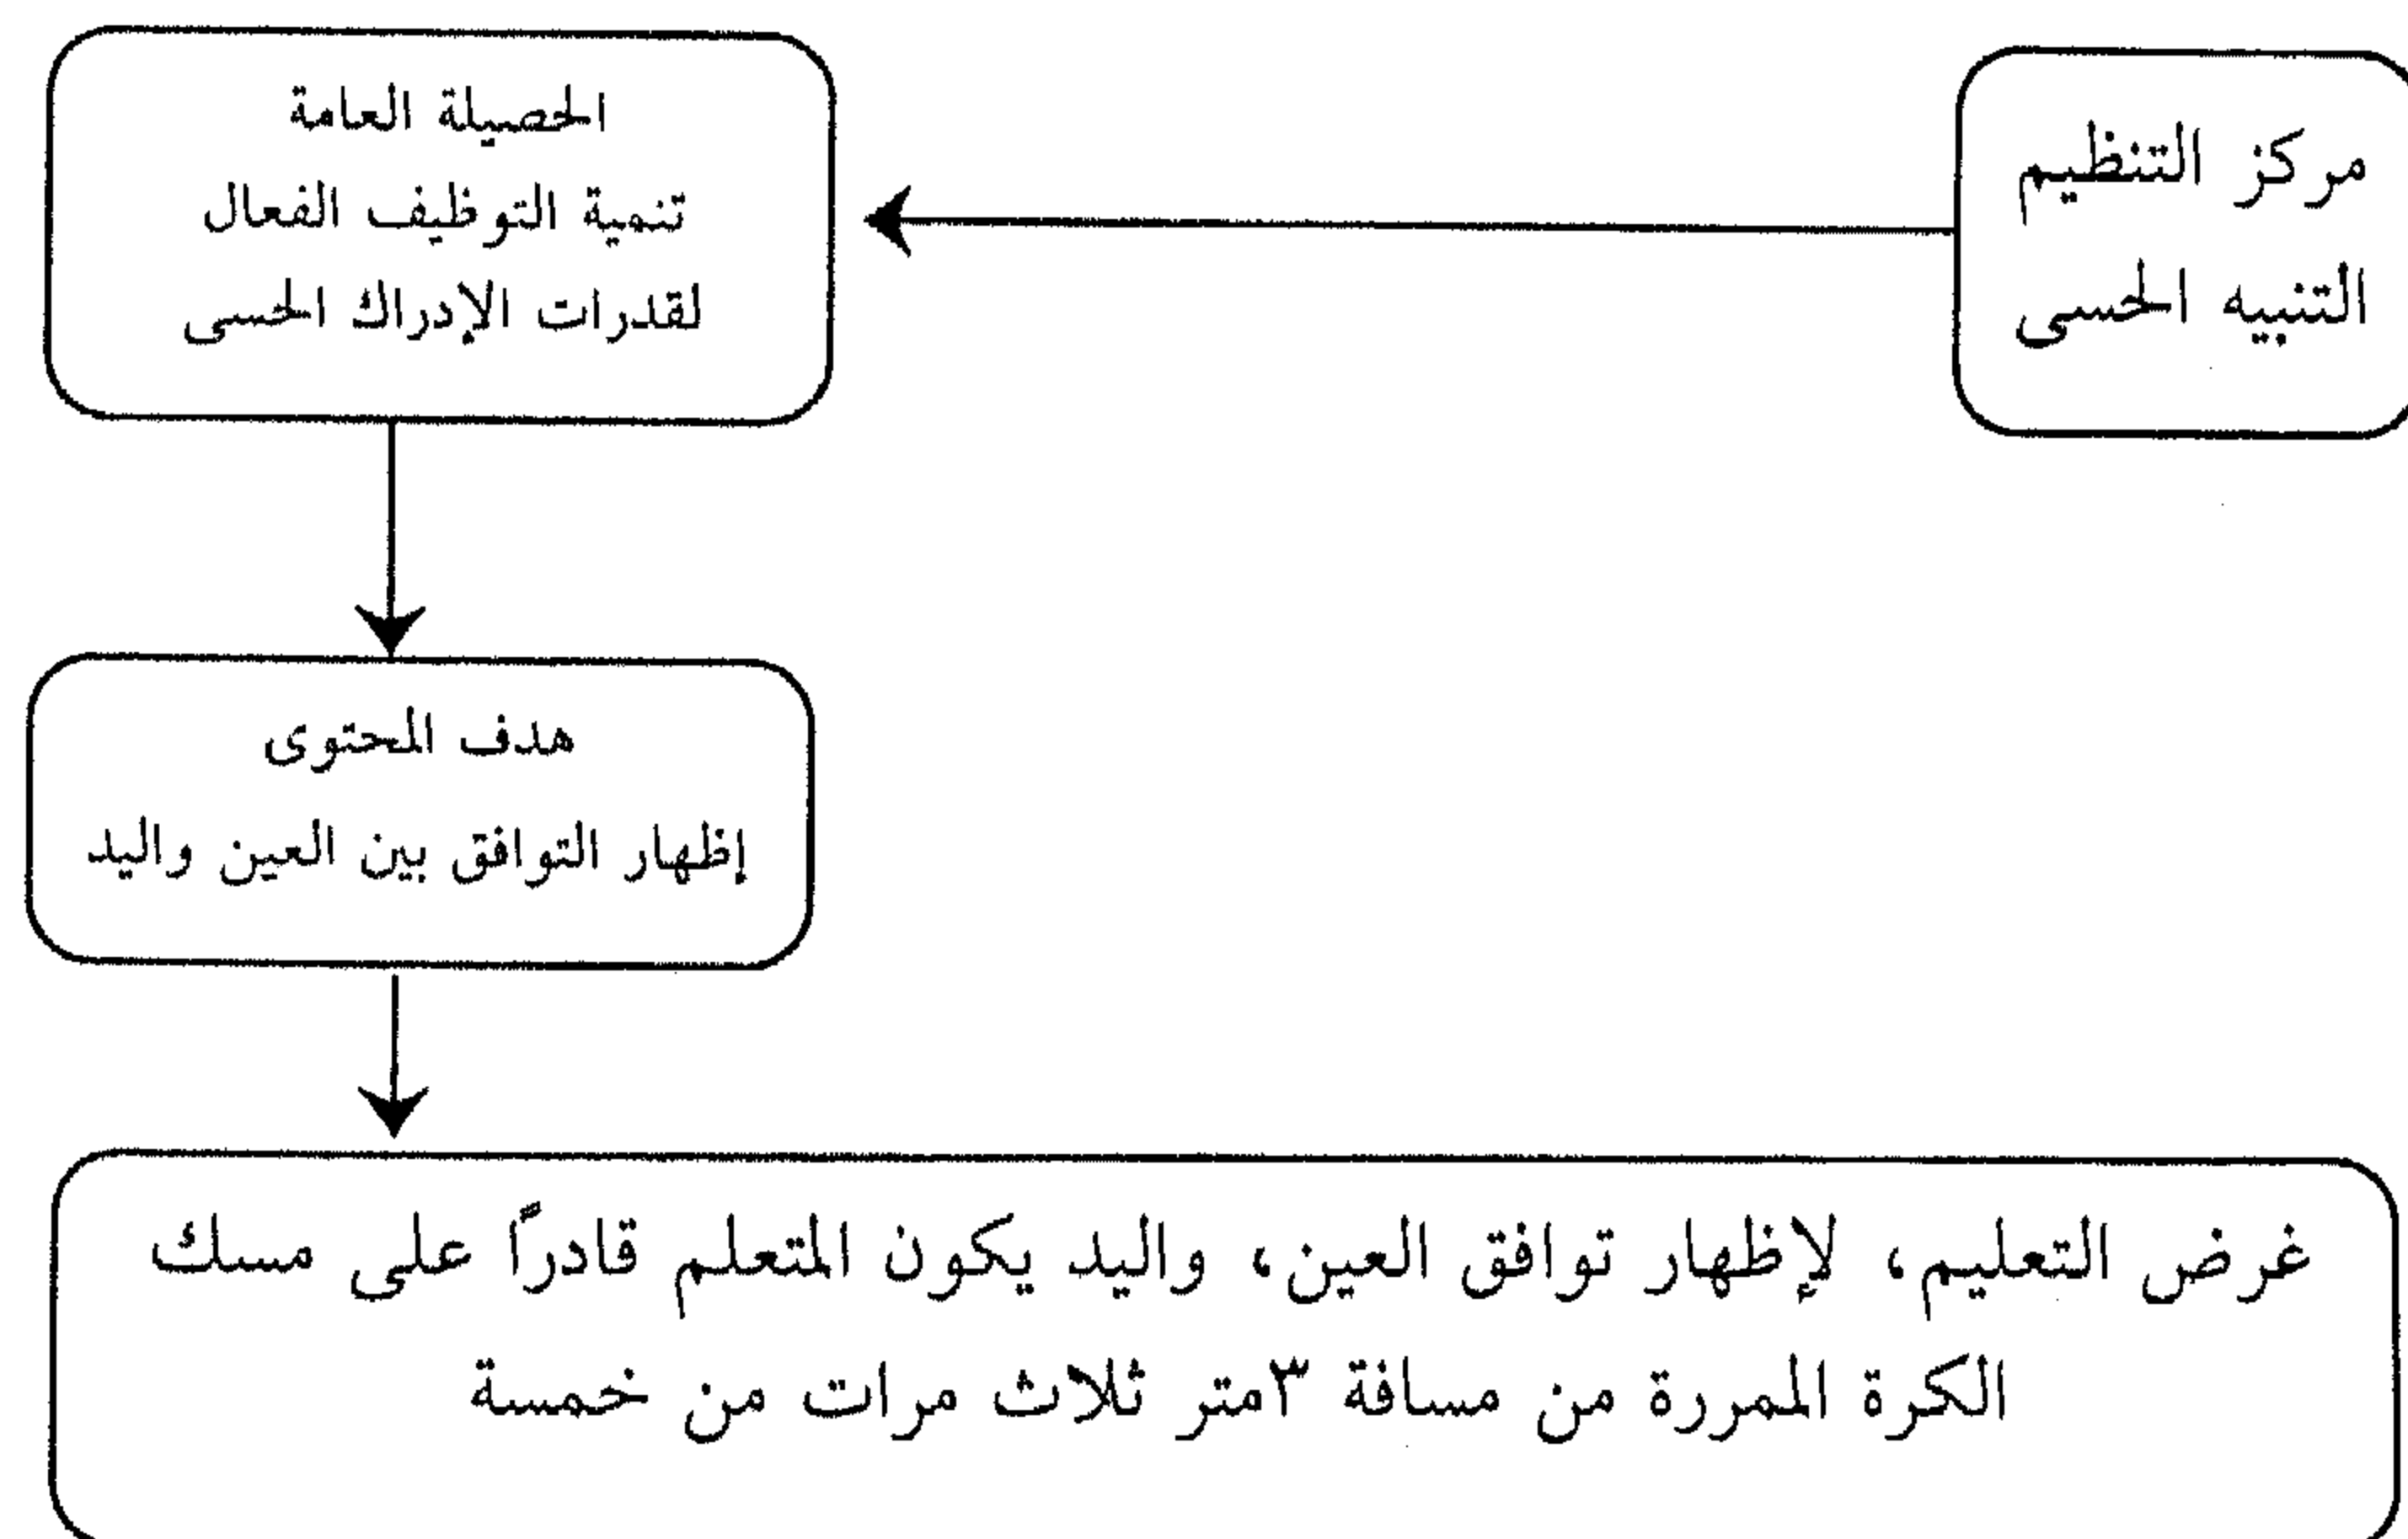 مركز التنظيم
التنبيه الحسى
الحصيلة العامة
تنمية التوظيف الفعال
لقدرات الإدراك الحسى
هدف المحتوى
إظهار التوافق بين العين واليد
غرض التعليم، لإظهار توافق العين، واليد يكون المتعلم قادراً على مسك
الكرة الممررة من مسافة ٣متر ثلاث مرات من خمسة